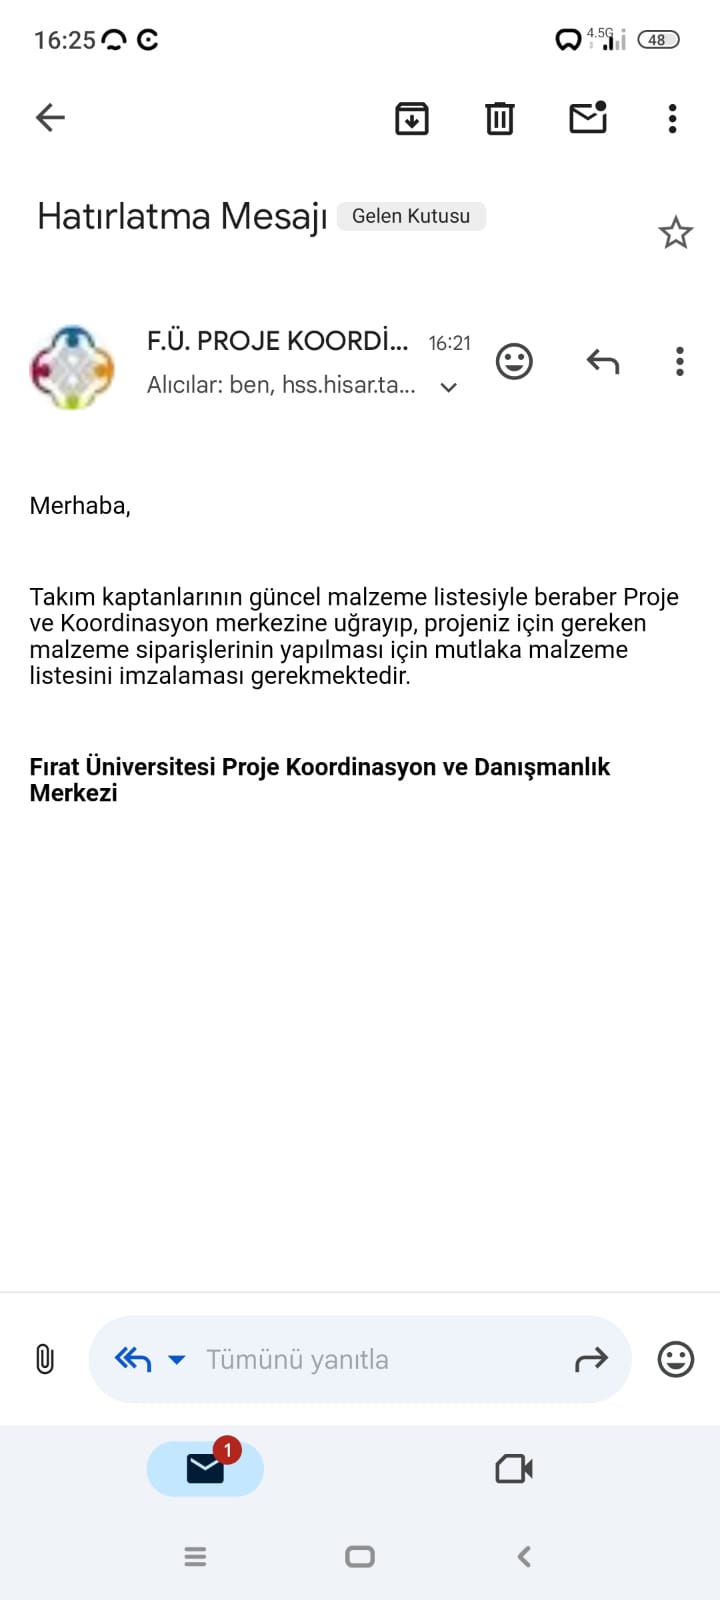 16:25
4.5G
48
Hatırlatma Mesajı Gelen Kutusu
F.Ü. PROJE KOORDİ... 16:21
Alıcılar: ben, hss.hisar.ta...
Merhaba,
Takım kaptanlarının güncel malzeme listesiyle beraber Proje
ve Koordinasyon merkezine uğrayıp, projeniz için gereken
malzeme siparişlerinin yapılması için mutlaka malzeme
listesini imzalaması gerekmektedir.
Fırat Üniversitesi Proje Koordinasyon ve Danışmanlık
Merkezi
Tümünü yanıtla
1